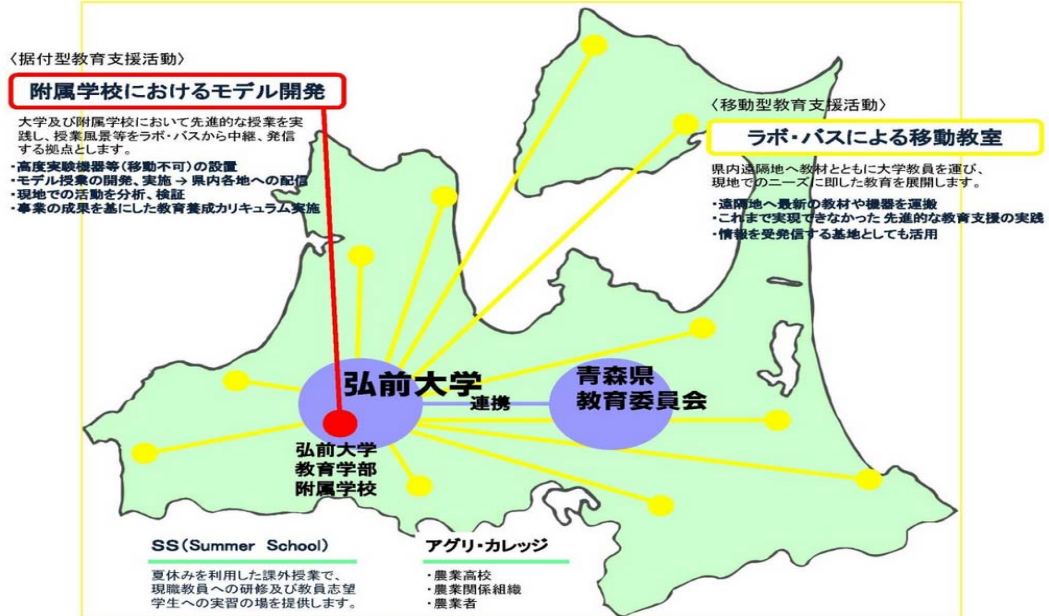 〈据付型教育支援活動〉
附属学校におけるモデル開発
大学及び附属学校において先進的な授業を実
践し、授業風景等をラボ・バスから中継、発信
する拠点とします。
・高度実験機器等(移動不可)の設置
・モデル授業の開発、実施 → 県内各地への配信
・現地での活動を分析、検証
・事業の成果を基にした教育養成カリキュラム実施
〈移動型教育支援活動〉
ラボ・バスによる移動教室
県内遠隔地へ教材とともに大学教員を運び、
現地でのニーズに即した教育を展開します。
・遠隔地へ最新の教材や機器を運搬
・これまで実現できなかった 先進的な教育支援の実践
・情報を受発信する基地としても活用
弘前大学
連携
青森県
教育委員会
弘前大学
教育学部
附属学校
SS(Summer School)
夏休みを利用した課外授業で、
現職教員への研修及び教員志望
学生への実習の場を提供します。
アグリ・カレッジ
・農業高校
・農業関係組織
・農業者